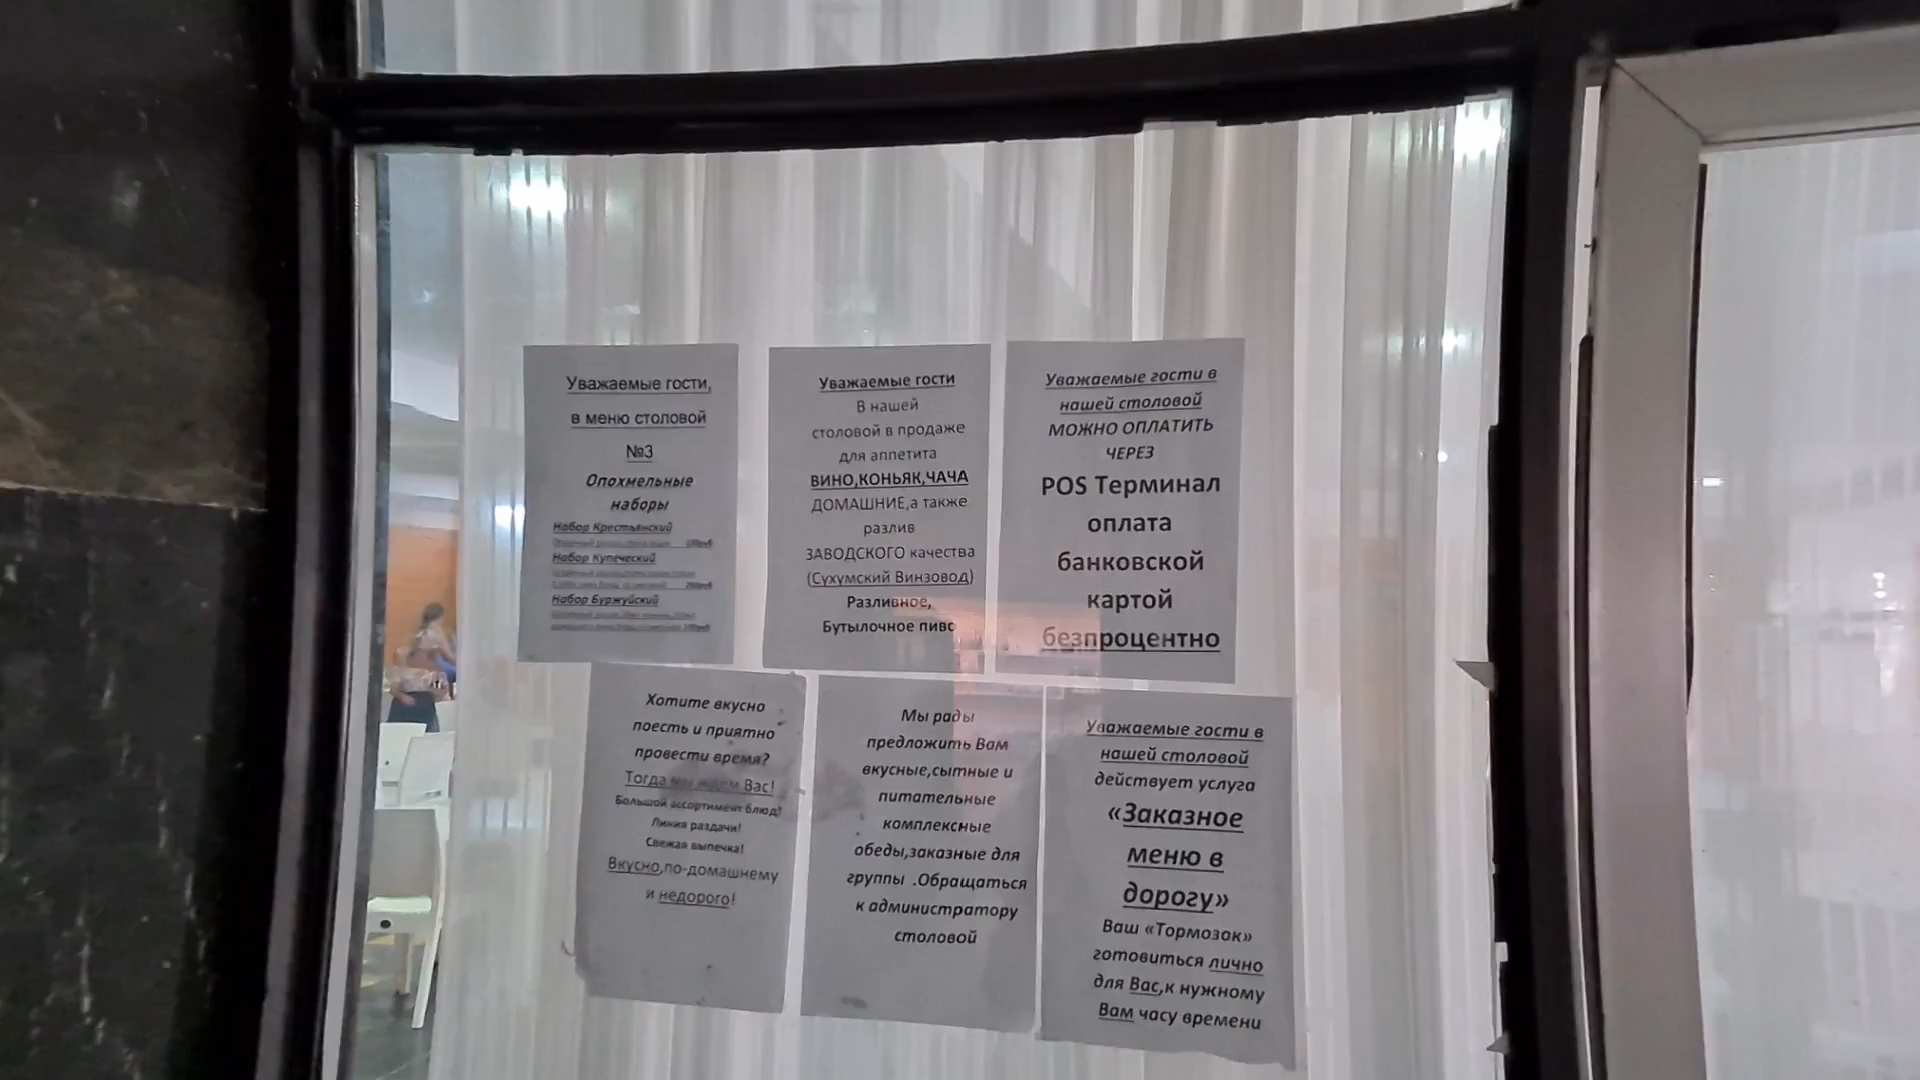 Уважаемые гости,
в меню столовой
№3
Опохмельные
наборы
Набор Крестьянский
Набор Купеческий
Набор Буржуйский
Уважаемые гости
В нашей
столовой в продаже
для аппетита
ВИНО,КОНЬЯК,ЧАЧА
ДОМАШНИЕ,а также
разлив
ЗАВОДСКОГО качества
(Сухумский Винзовод)
Разливное,
Бутылочное пиво
Уважаемые гости в
нашей столовой
МОЖНО ОПЛАТИТЬ
ЧЕРЕЗ
POS Терминал
оплата
банковской
картой
безпроцентно
Хотите вкусно
поесть и приятно
провести время?
Тогда мы ждем Вас!
Большой ассортимент блюд!
Линия раздачи!
Свежая выпечка!
Вкусно,по-домашнему
и недорого!
Мы рады
предложить Вам
вкусные,сытные и
питательные
комплексные
обеды,заказные для
группы .Обращаться
к администратору
столовой
Уважаемые гости в
нашей столовой
действует услуга
«Заказное
меню в
дорогу»
Ваш «Тормозок»
готовиться лично
для Вас,к нужному
Вам часу времени